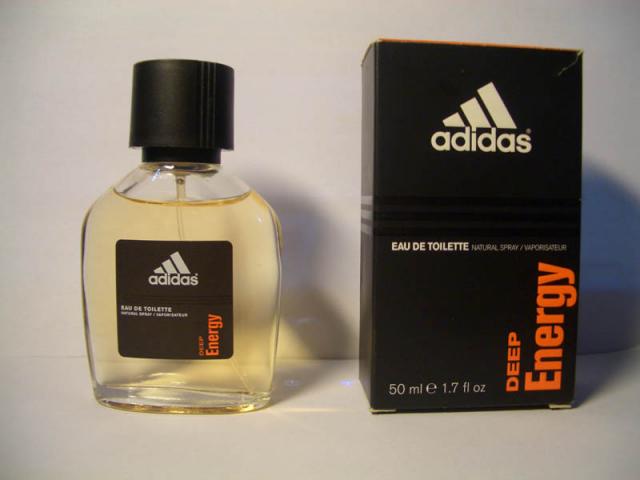 adidas
EAU DE TOILETTE
NATURAL SPRAY / VAPORISATEUR
DEEP
Energy
adidas®
EAU DE TOILETTE NATURAL SPRAY / VAPORISATEUR
DEEP
Energy
50 ml ℮ 1.7 fl oz